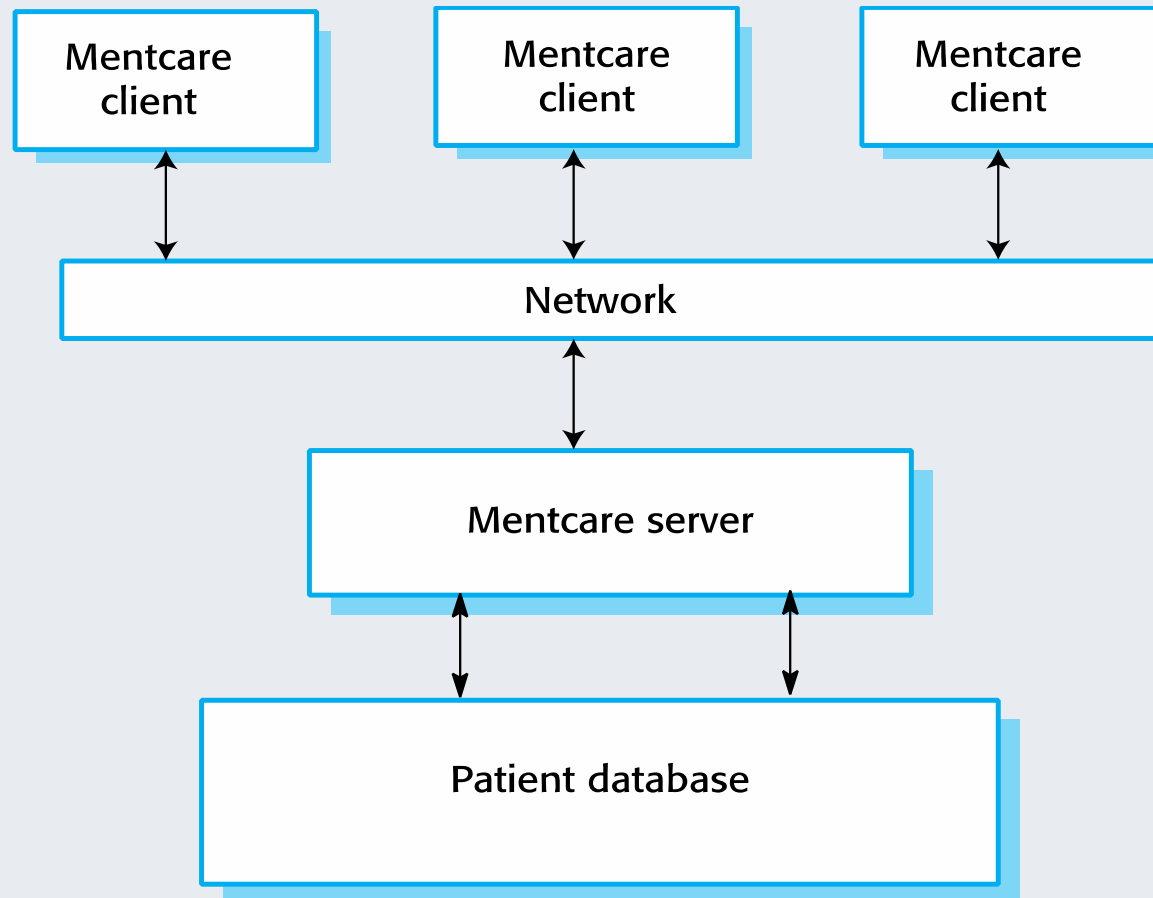 Mentcare
client
Mentcare
client
Mentcare
client
Network
Mentcare server
Patient database